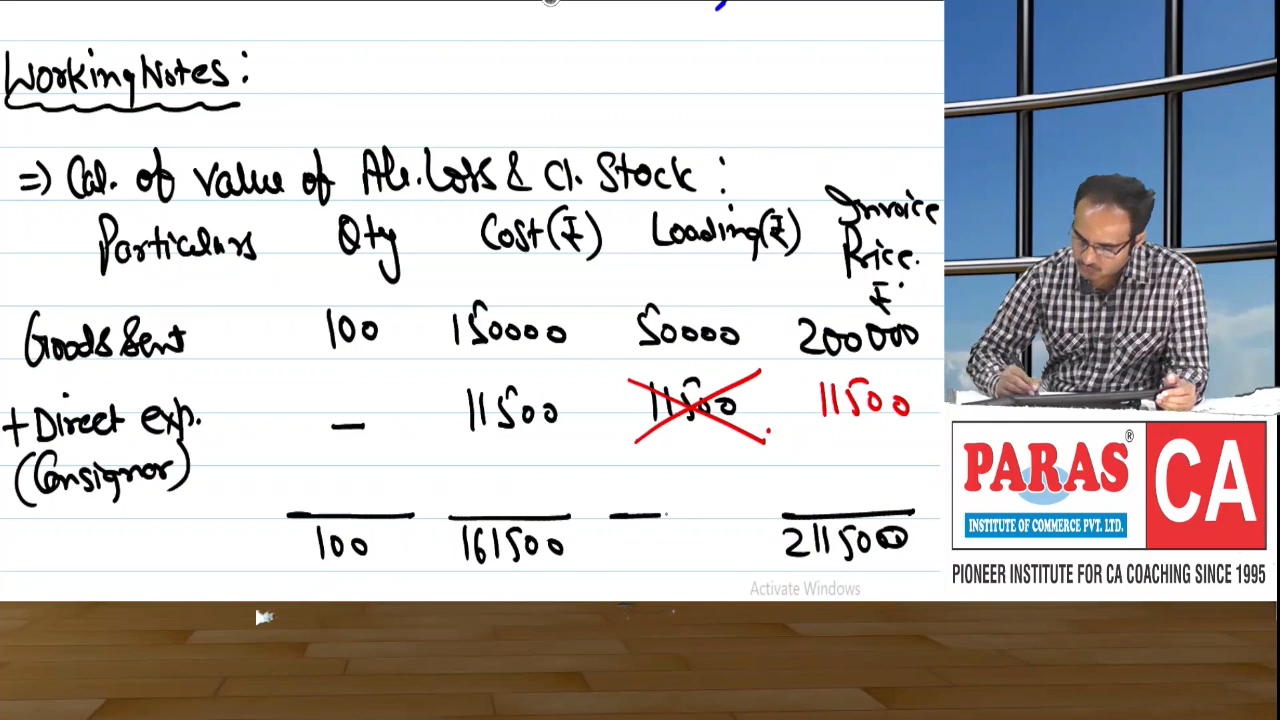 Working Notes:
=) Cal. of value of Ab. Loss & Cl. Stock:
Particulars Qty Cost(₹) Loading(₹) Invoice Price. ₹
Goods Sent 100 150000 50000 200000
+Direct exp. — 11500 11500 11500
(Consignor)
100 161500 211500
Activate Windows
PARAS®
INSTITUTE OF COMMERCE PVT. LTD.
CA
PIONEER INSTITUTE FOR CA COACHING SINCE 1995